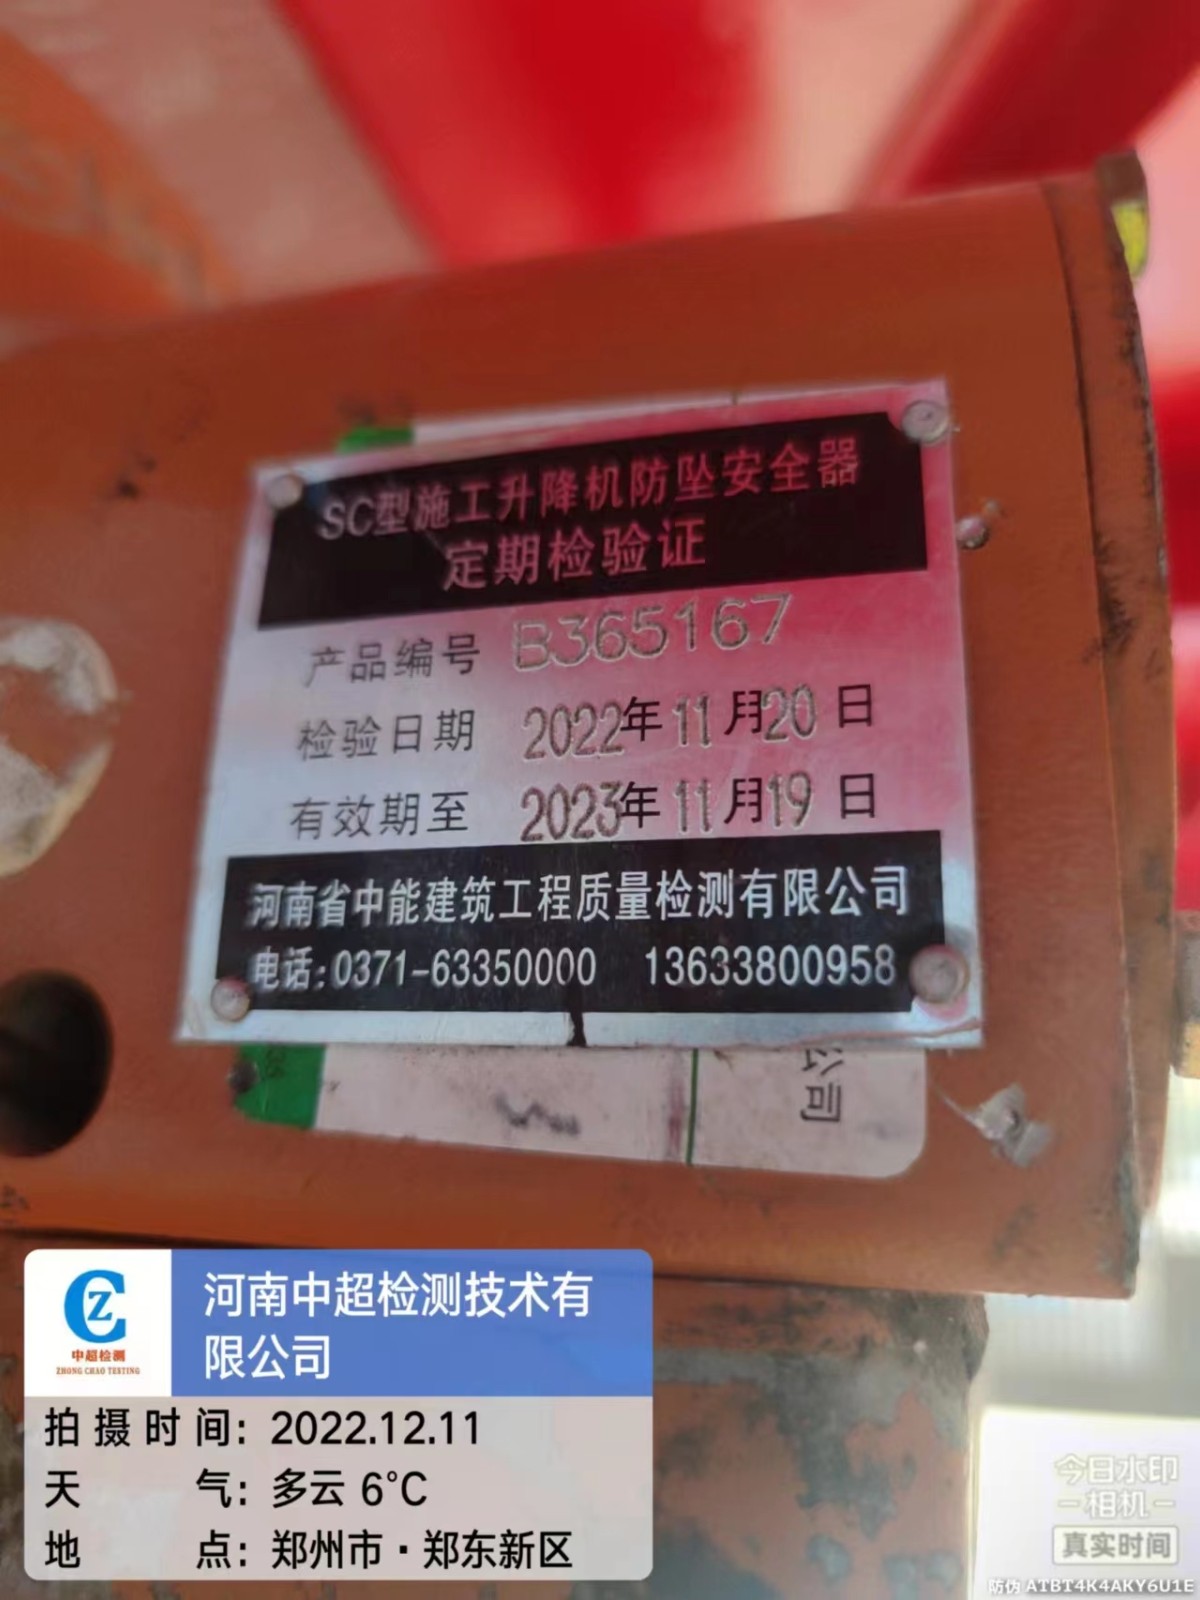 SC型施工升降机防坠安全器
定期检验证
产品编号 B365167
检验日期 2022年11月20日
有效期至 2023年11月19日
河南省中能建筑工程质量检测有限公司
电话:0371-63350000 13633800958
公司
CZ
中超检测
ZHONG CHAO TESTING
河南中超检测技术有
限公司
拍摄时间: 2022.12.11
天气: 多云 6°C
地点: 郑州市·郑东新区
今日水印
相机
真实时间
防伪 ATBT4K4AKY6U1E